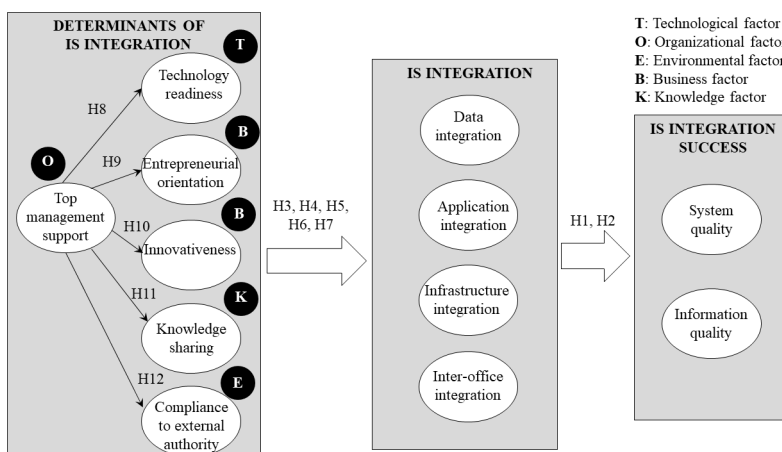 DETERMINANTS OF
IS INTEGRATION
T
Technology
readiness
H8
B
O
H9
Entrepreneurial
orientation
Top
management
support
B
H10
Innovativeness
H11
K
Knowledge
sharing
H12
E
Compliance
to external
authority
H3, H4, H5,
H6, H7
IS INTEGRATION
Data
integration
Application
integration
Infrastructure
integration
Inter-office
integration
H1, H2
T: Technological factor
O: Organizational factor
E: Environmental factor
B: Business factor
K: Knowledge factor
IS INTEGRATION
SUCCESS
System
quality
Information
quality